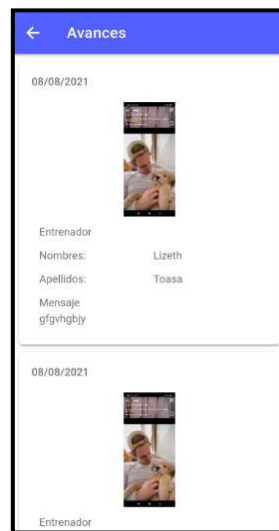 Avances
08/08/2021
Entrenador
Nombres: Lizeth
Apellidos: Toasa
Mensaje
gfgvhgbjy
08/08/2021
Entrenador